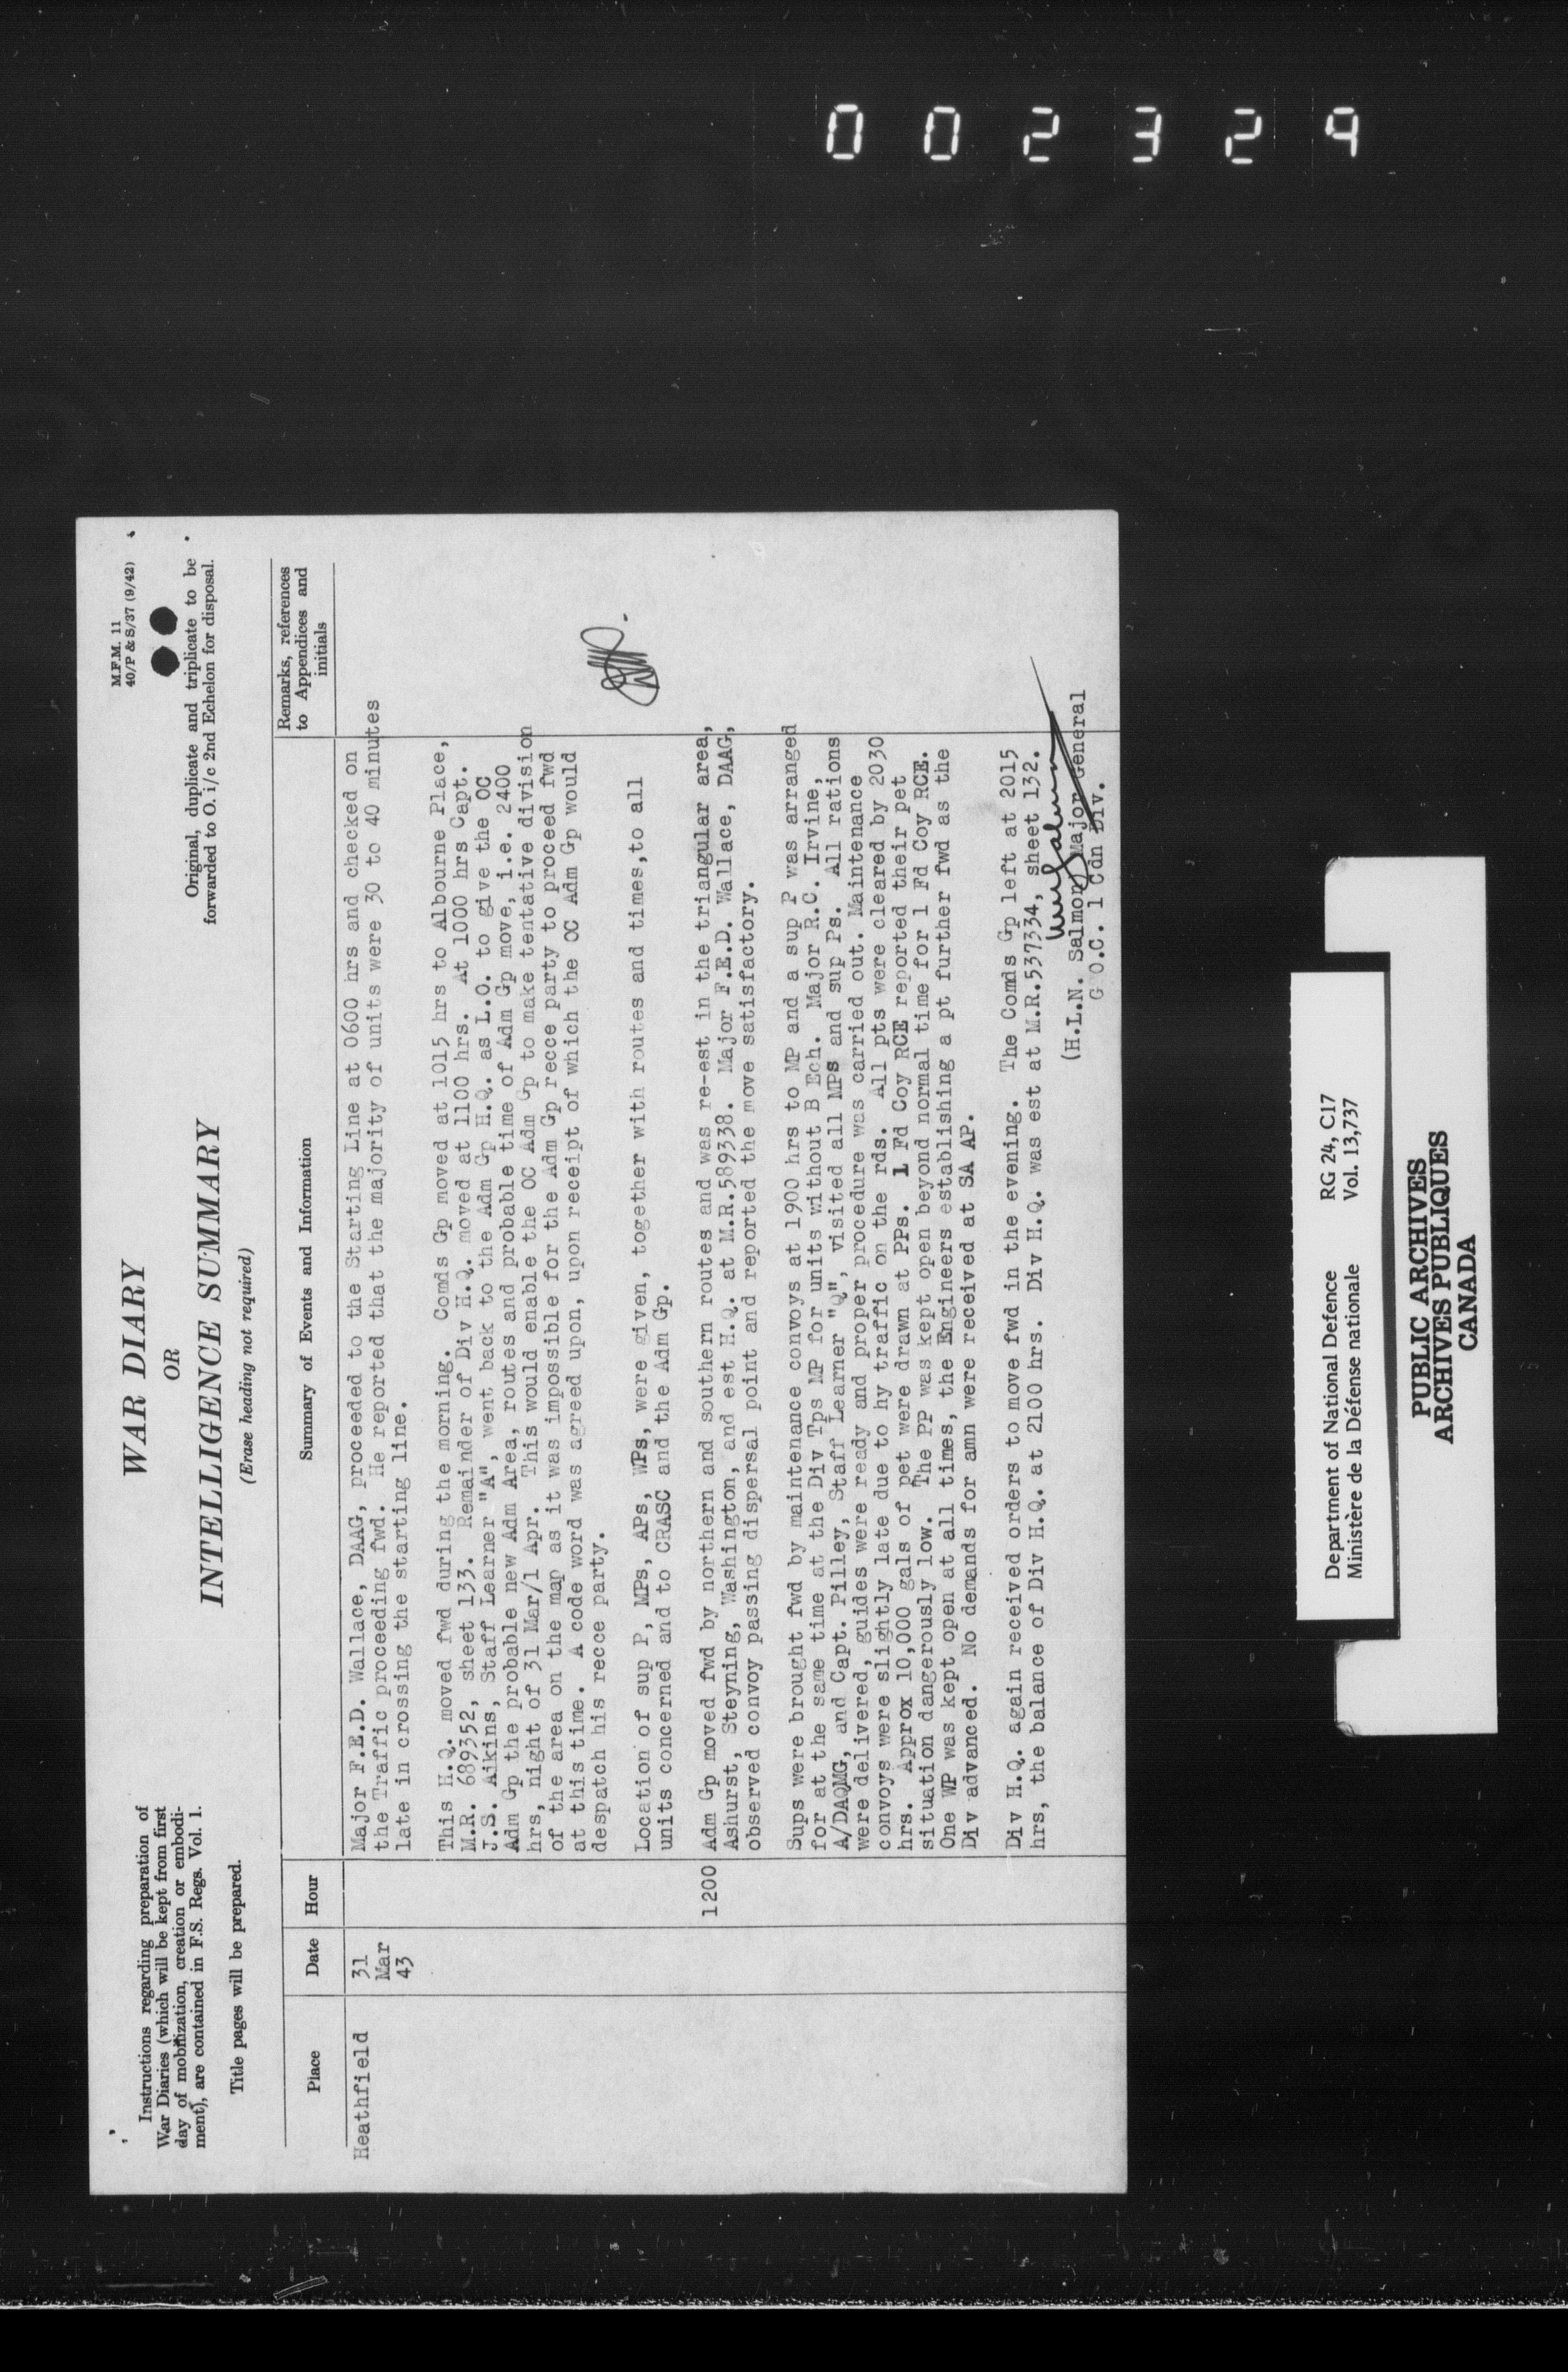 002329
M.F.M. 11
40/P & S/37 (9/42)
Instructions regarding preparation of
War Diaries (which will be kept from first
day of mobilization, creation or embodi-
ment), are contained in F.S. Regs. Vol. 1.
Title pages will be prepared.
WAR DIARY
OR
INTELLIGENCE SUMMARY
(Erase heading not required)
Original, duplicate and triplicate to be
forwarded to O. i/c 2nd Echelon for disposal.
Place Date Hour Summary of Events and Information Remarks, references
to Appendices and
initials
Heathfield
31
Mar
43
Major F.E.D. Wallace, DAAG, proceeded to the Starting Line at 0600 hrs and checked on
the Traffic proceeding fwd. He reported that the majority of units were 30 to 40 minutes
late in crossing the starting line.
This H.Q. moved fwd during the morning. Comds Gp moved at 1015 hrs to Albourne Place,
M.R. 689352, sheet 133. Remainder of Div H.Q. moved at 1100 hrs. At 1000 hrs Capt.
J.S. Aikins, Staff Learner "A", went back to the Adm Gp H.Q. as L.O. to give the OC
Adm Gp the probable new Adm Area, routes and probable time of Adm Gp move, i.e. 2400
hrs, night of 31 Mar/1 Apr. This would enable the OC Adm Gp to make tentative division
of the area on the map as it was impossible for the Adm Gp recce party to proceed fwd
at this time. A code word was agreed upon, upon receipt of which the OC Adm Gp would
despatch his recce party.
Location of sup P, MPs, APs, WPs, were given, together with routes and times, to all
units concerned and to CRASC and the Adm Gp.
1200 Adm Gp moved fwd by northern and southern routes and was re-est in the triangular area,
Ashurst, Steyning, Washington, and est H.Q. at M.R.589338. Major F.E.D. Wallace, DAAG,
observed convoy passing dispersal point and reported the move satisfactory.
Sups were brought fwd by maintenance convoys at 1900 hrs to MP and a sup P was arranged
for at the same time at the Div Tps MP for units without B Ech. Major R.C. Irvine,
A/DAQMG, and Capt. Pilley, Staff Learner "Q", visited all MPs and sup Ps. All rations
were delivered, guides were ready and proper procedure was carried out. Maintenance
convoys were slightly late due to hy traffic on the rds. All pts were cleared by 2030
hrs. Approx 10,000 gals of pet were drawn at PPs. 1 Fd Coy RCE reported their pet
situation dangerously low. The PP was kept open beyond normal time for 1 Fd Coy RCE.
One WP was kept open at all times, the Engineers establishing a pt further fwd as the
Div advanced. No demands for amn were received at SA AP.
Div H.Q. again received orders to move fwd in the evening. The Comds Gp left at 2015
hrs, the balance of Div H.Q. at 2100 hrs. Div H.Q. was est at M.R.537334, sheet 132.
(H.L.N. Salmon) Major General
G O.C. 1 Cdn Div.
Department of National Defence RG 24, C17
Ministère de la Défense nationale Vol. 13,737
PUBLIC ARCHIVES
ARCHIVES PUBLIQUES
CANADA